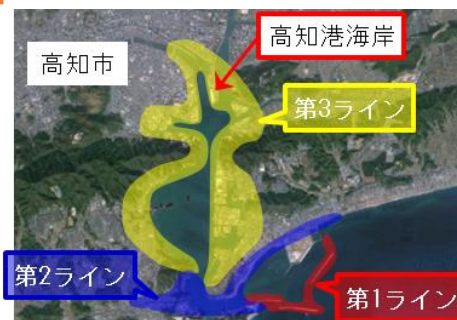 高知市
高知港海岸
第3ライン
第2ライン
第1ライン